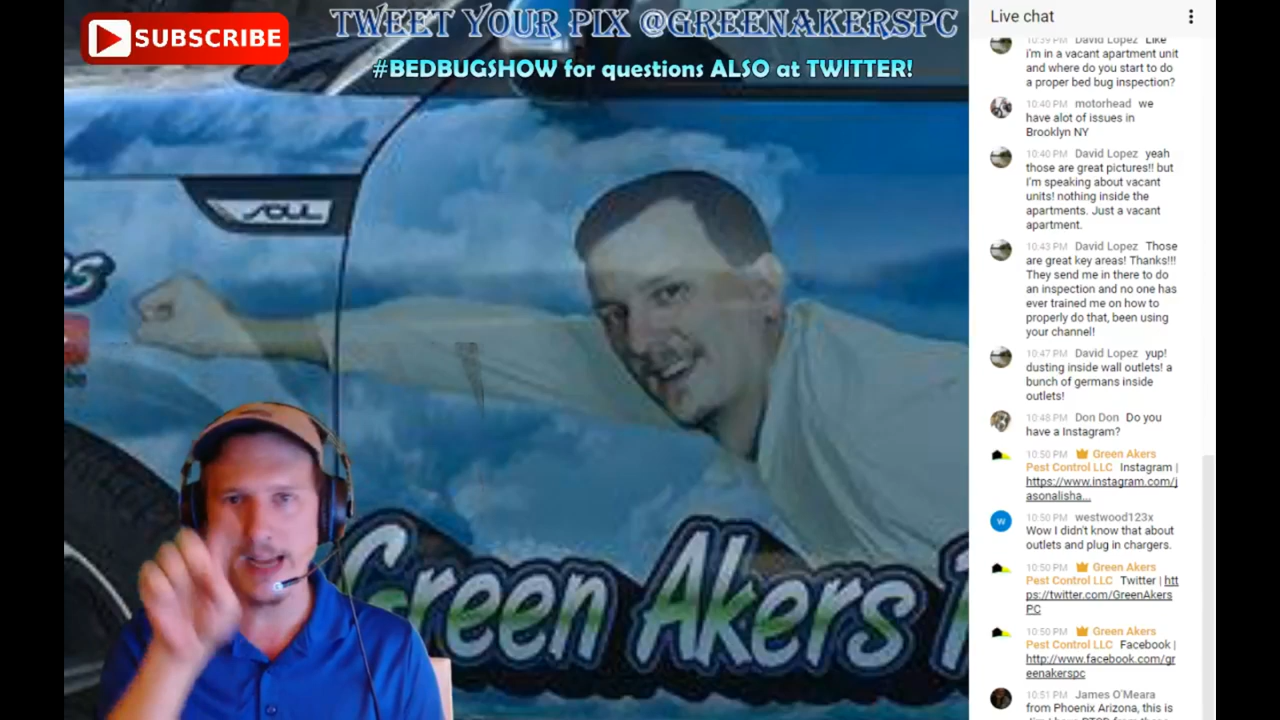 SUBSCRIBE
TWEET YOUR PIX @GREENAKERSPC
#BEDBUGSHOW for questions ALSO at TWITTER!
SOUL
Green Akers
Live chat
10:39 PM David Lopez Like
i'm in a vacant apartment unit
and where do you start to do
a proper bed bug inspection?
10:40 PM motorhead we
have alot of issues in
Brooklyn NY
10:40 PM David Lopez yeah
those are great pictures!! but
I'm speaking about vacant
units! nothing inside the
apartments. Just a vacant
apartment.
10:43 PM David Lopez Those
are great key areas! Thanks!!!
They send me in there to do
an inspection and no one has
ever trained me on how to
properly do that, been using
your channel!
10:47 PM David Lopez yup!
dusting inside wall outlets! a
bunch of germans inside
outlets!
10:48 PM Don Don Do you
have a Instagram?
10:50 PM Green Akers
Pest Control LLC Instagram |
https://www.instagram.com/j
asonalisha...
W
10:50 PM westwood123x
Wow I didn't know that about
outlets and plug in chargers.
10:50 PM Green Akers
Pest Control LLC Twitter | htt
ps://twitter.com/GreenAkers
PC
10:50 PM Green Akers
Pest Control LLC Facebook |
http://www.facebook.com/gr
eenakerspc
10:51 PM James O'Meara
from Phoenix Arizona, this is